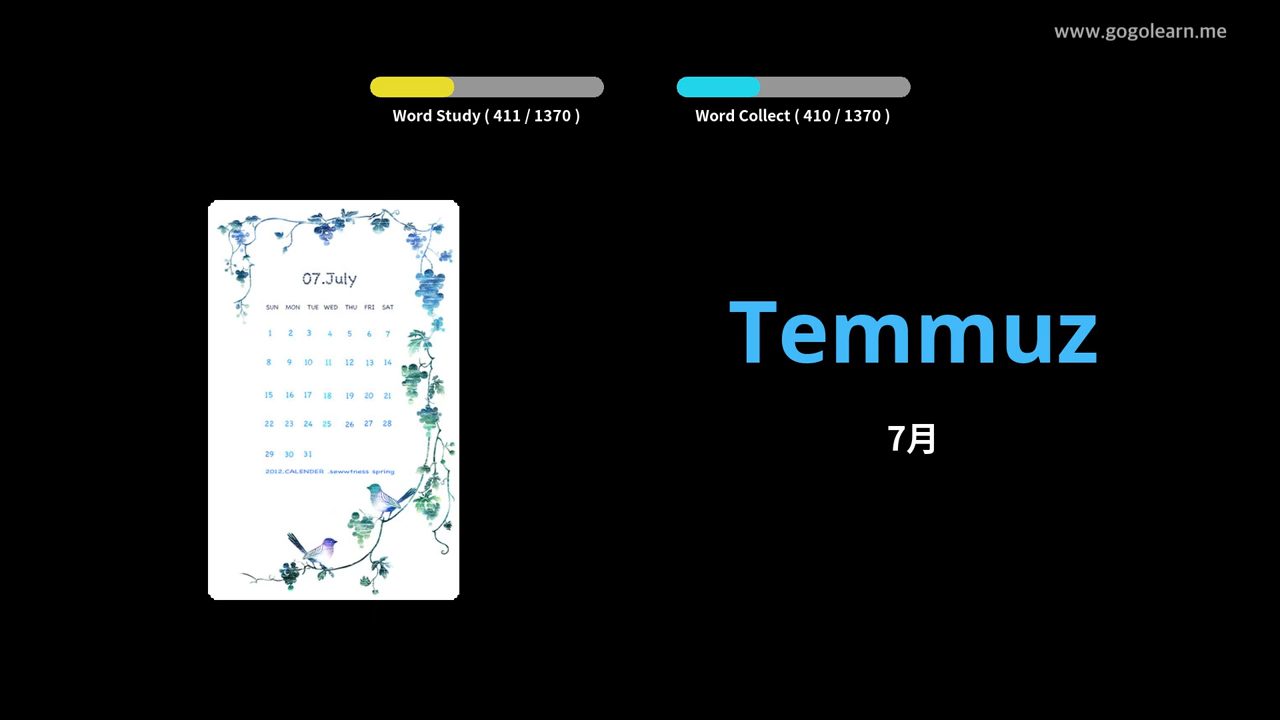 www.gogolearn.me
Word Study ( 411 / 1370 )
Word Collect ( 410 / 1370 )
07.July
SUN MON TUE WED THU FRI SAT
1 2 3 4 5 6 7
8 9 10 11 12 13 14
15 16 17 18 19 20 21
22 23 24 25 26 27 28
29 30 31
2012.CALENDER .sewwtness spring
Temmuz
7月